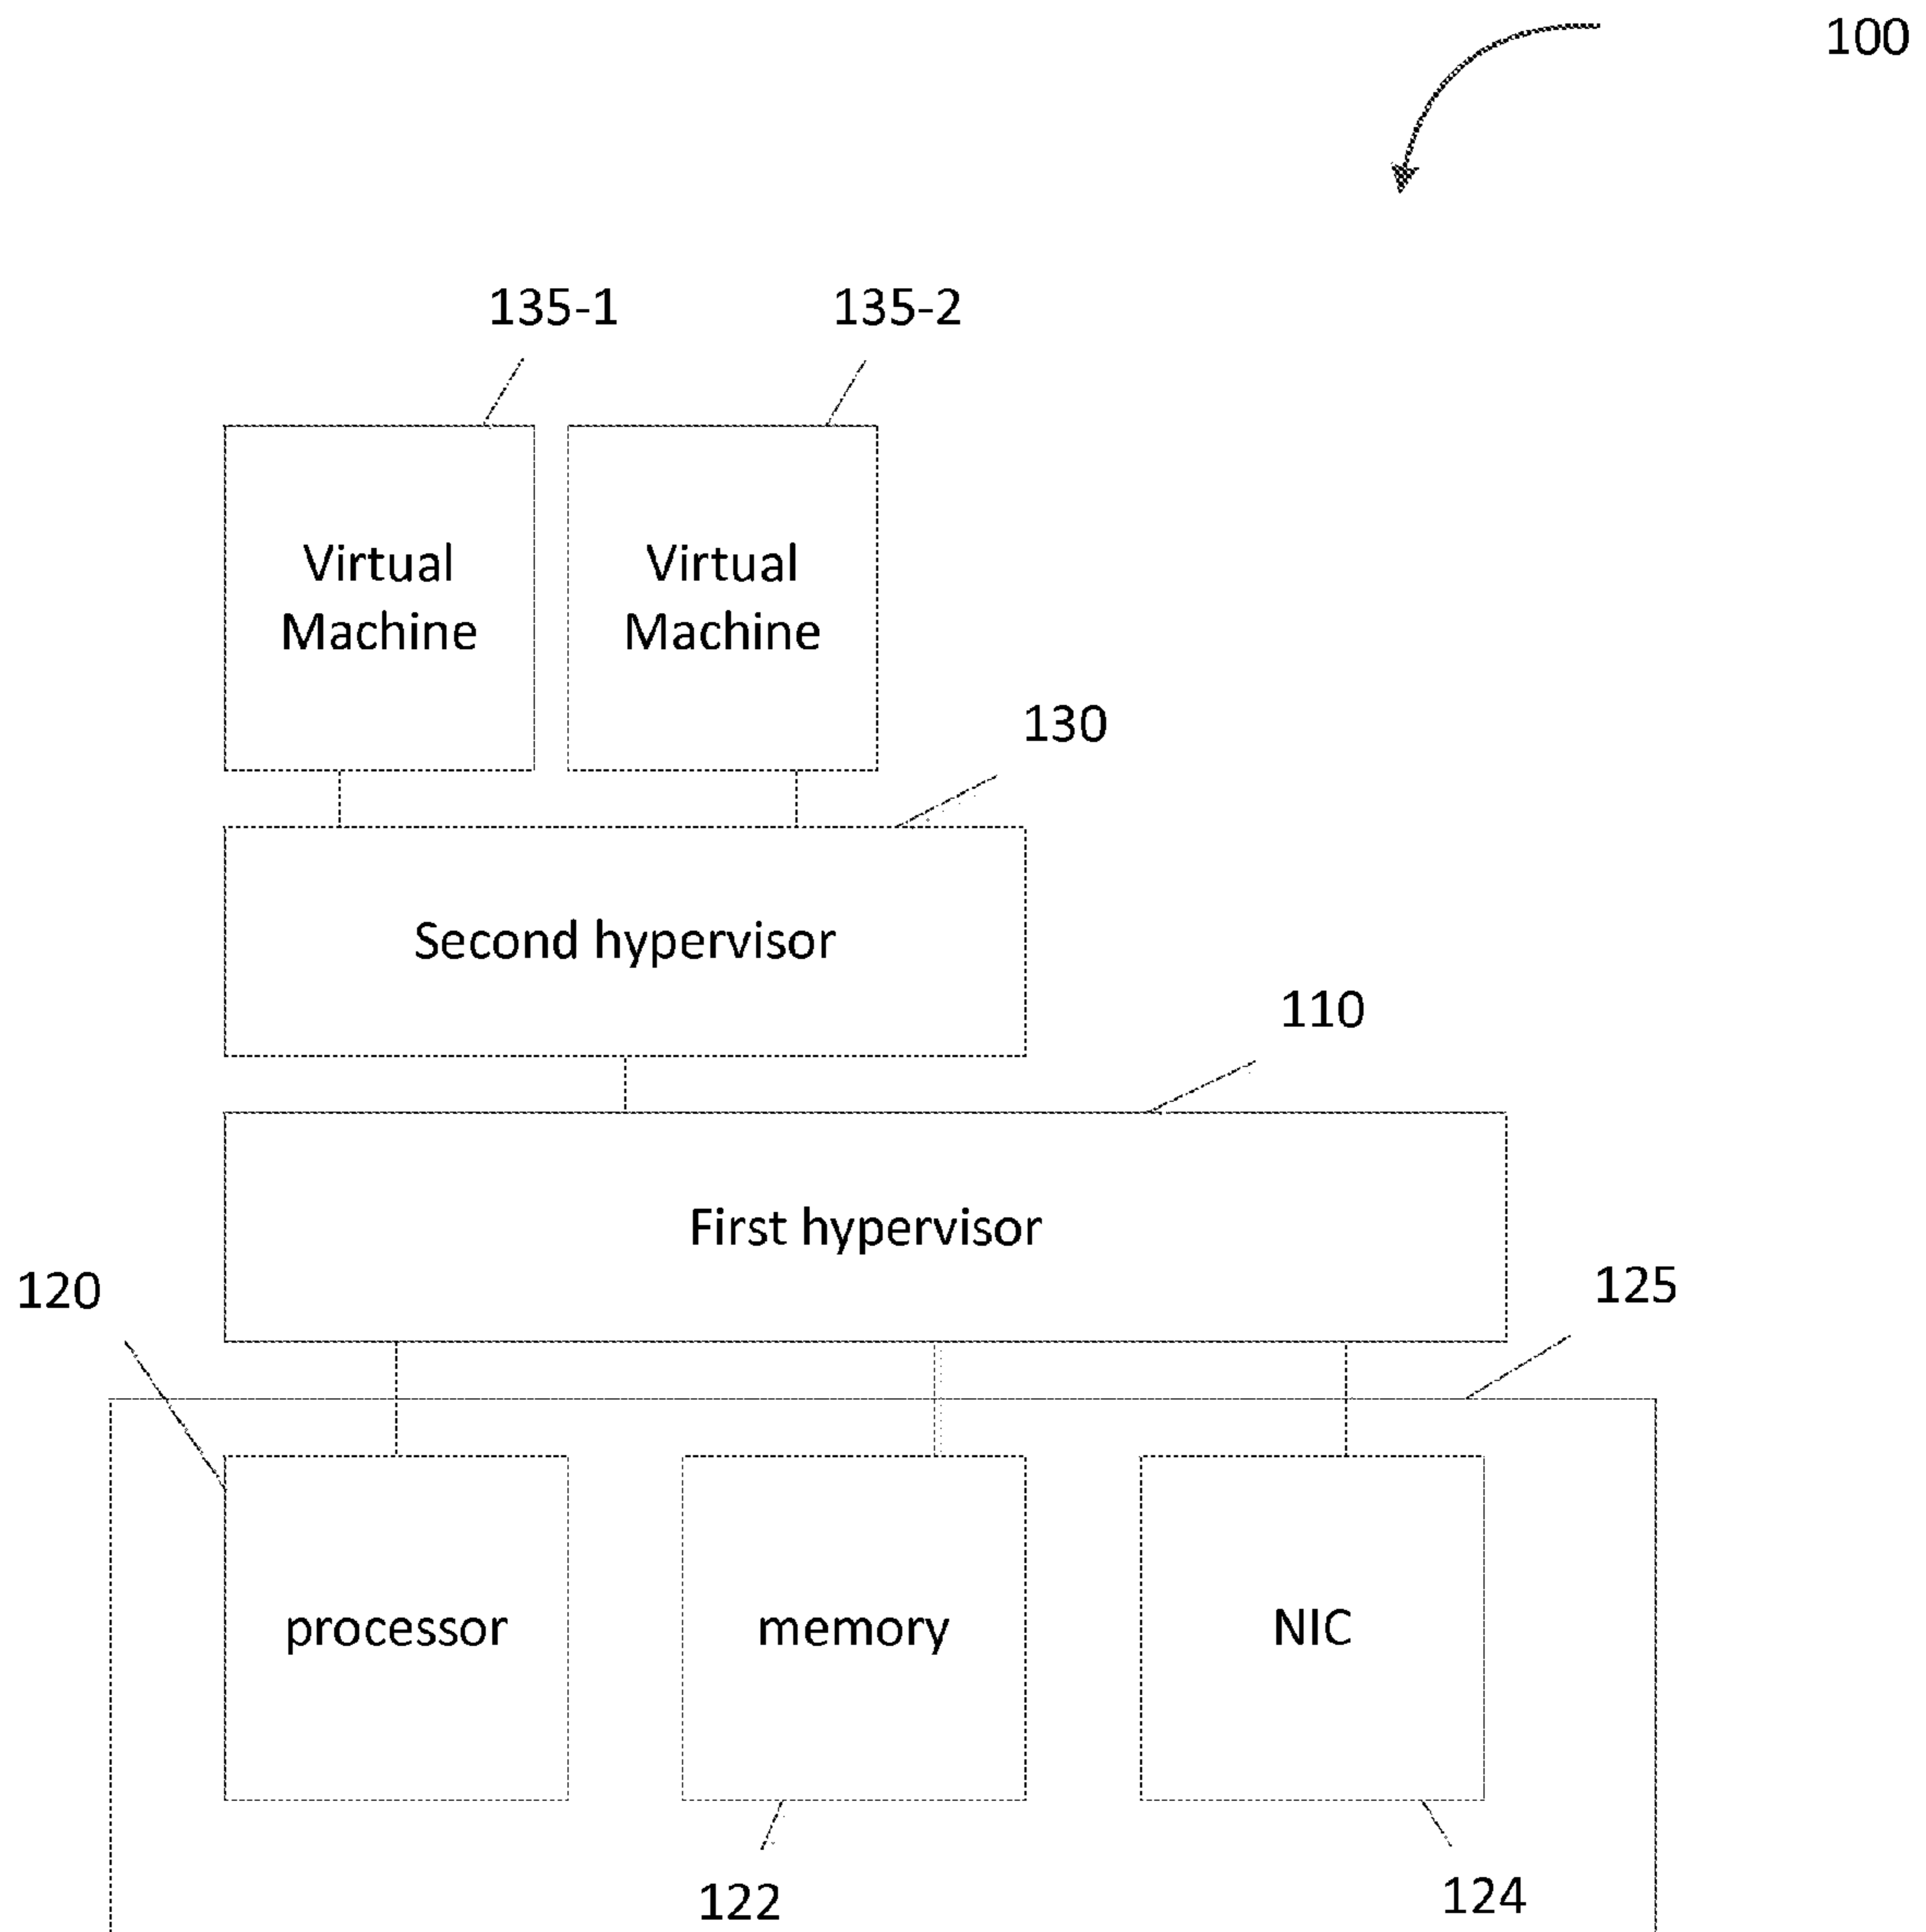 100
135-1
135-2
Virtual
Machine
Virtual
Machine
130
Second hypervisor
110
First hypervisor
120
125
processor
memory
NIC
122
124